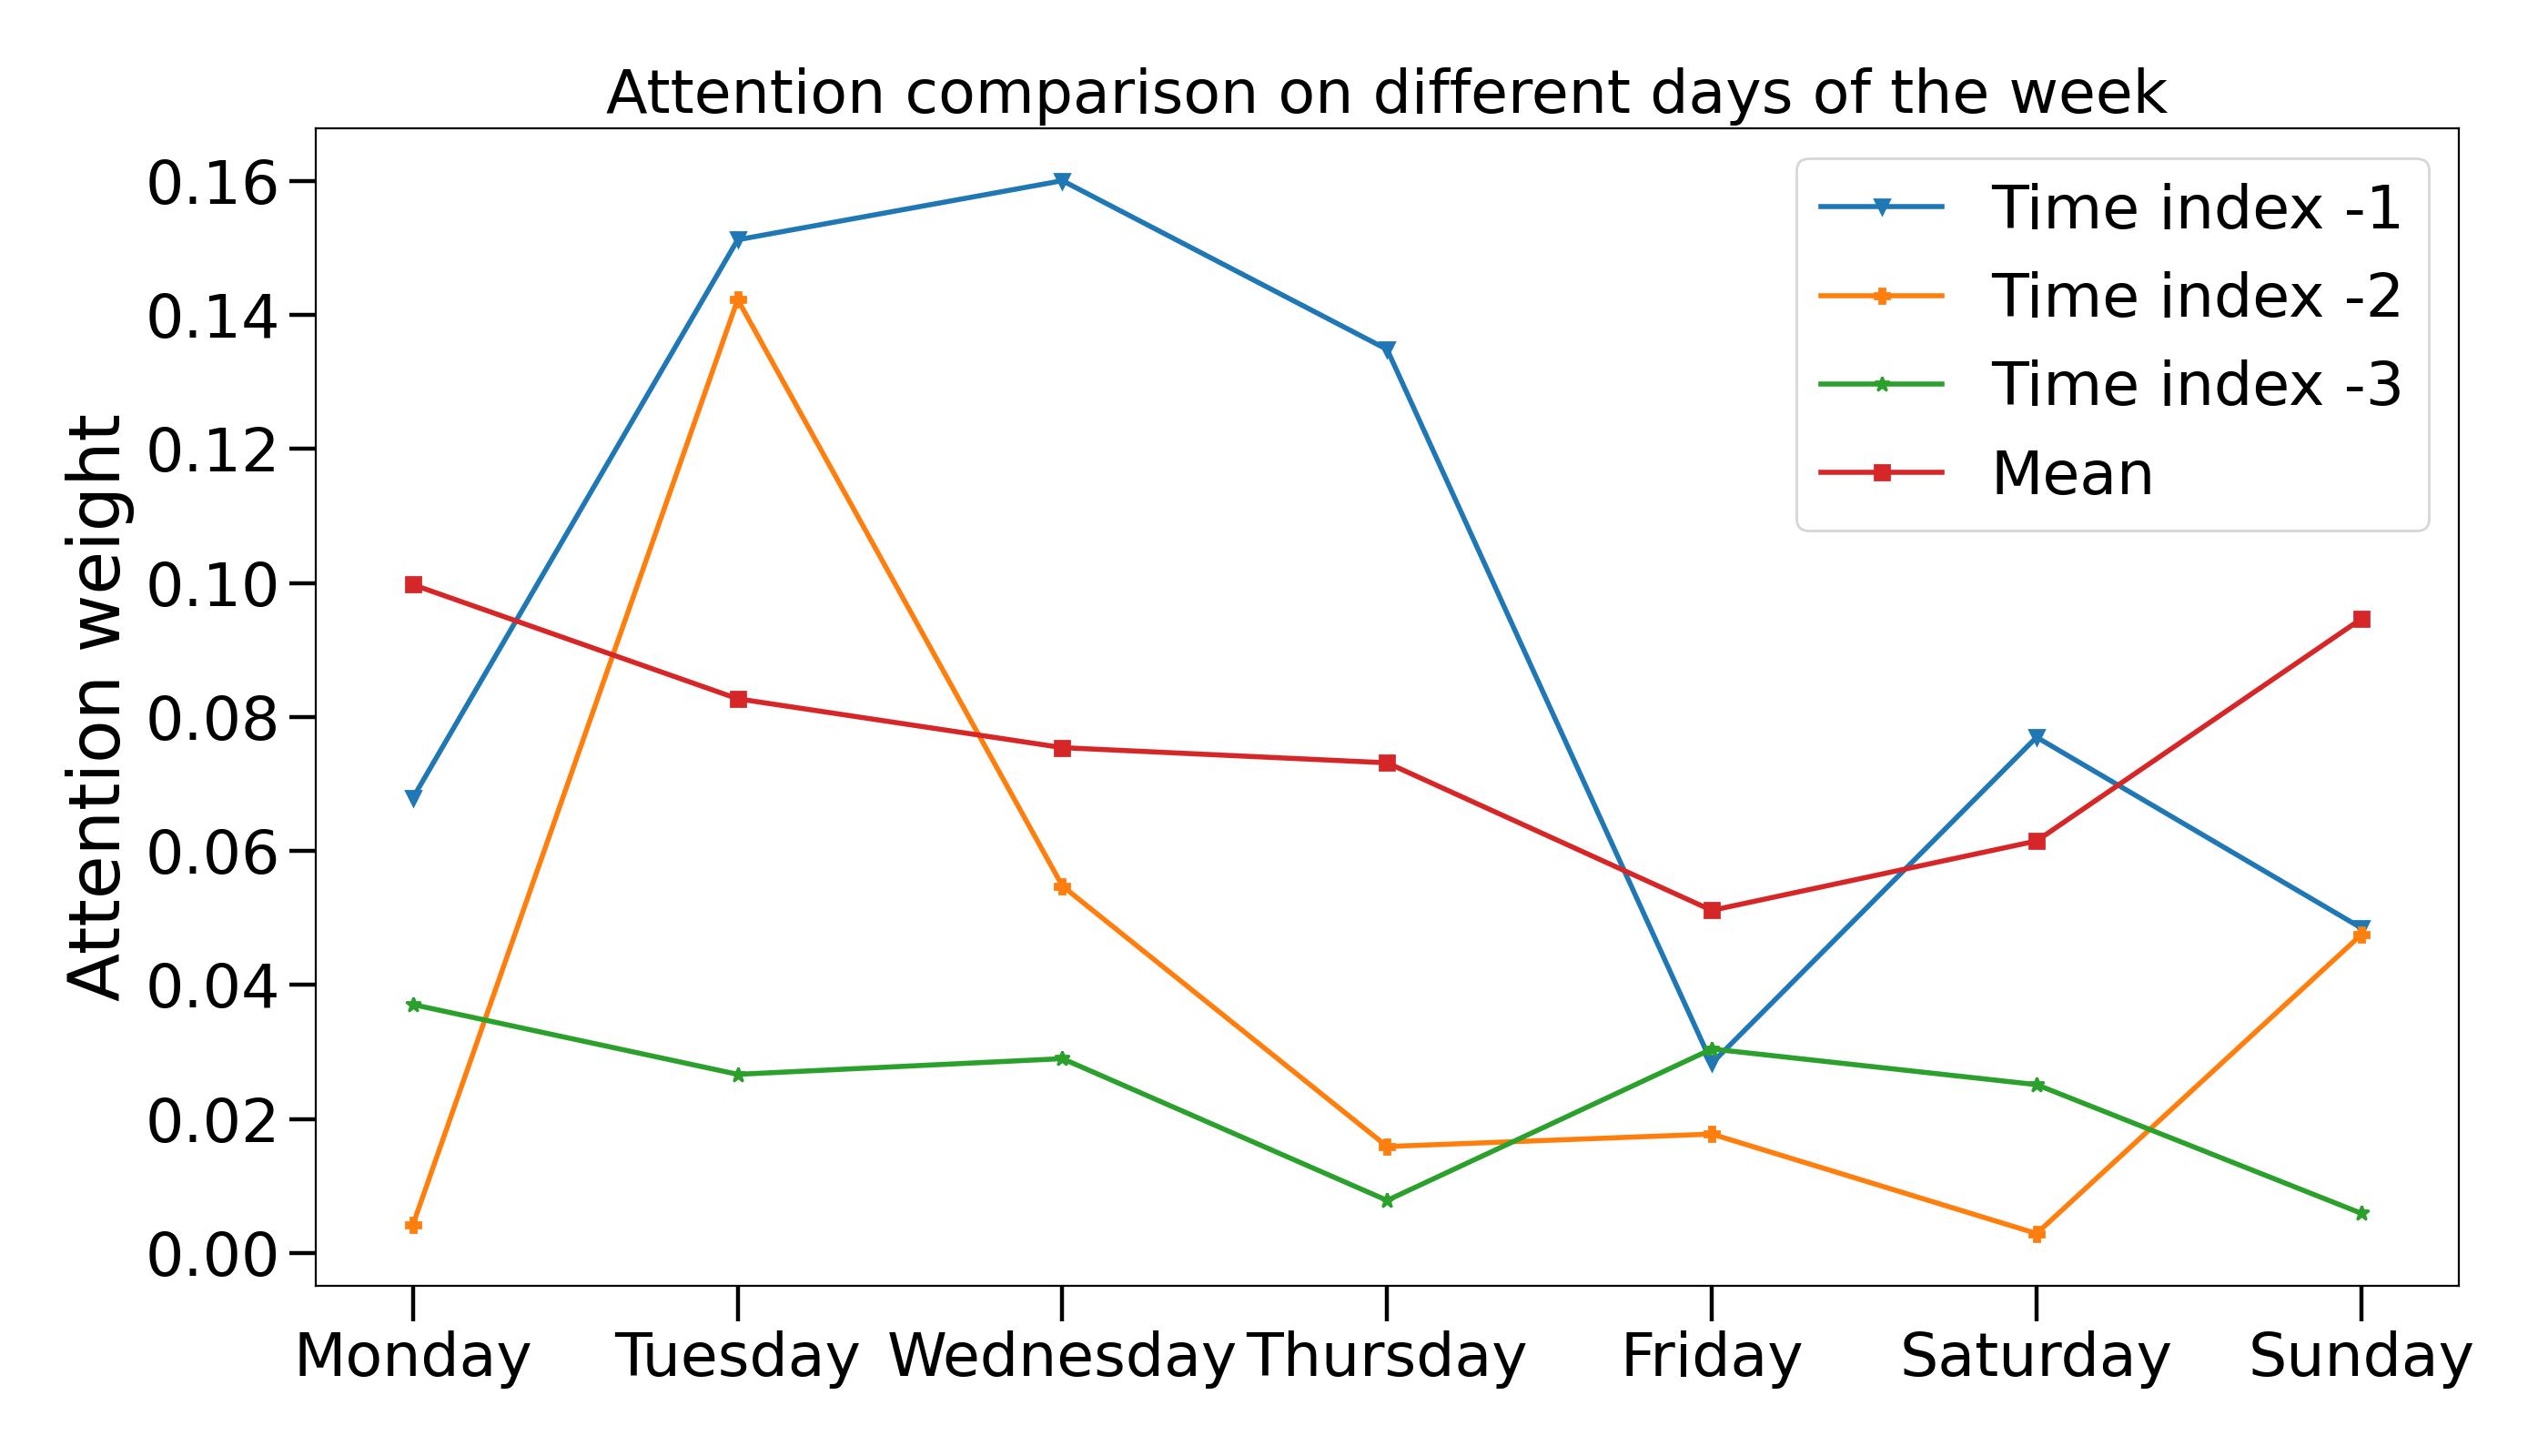 Attention comparison on different days of the week
Attention weight
0.16
0.14
0.12
0.10
0.08
0.06
0.04
0.02
0.00
Time index -1
Time index -2
Time index -3
Mean
Monday Tuesday Wednesday Thursday Friday Saturday Sunday